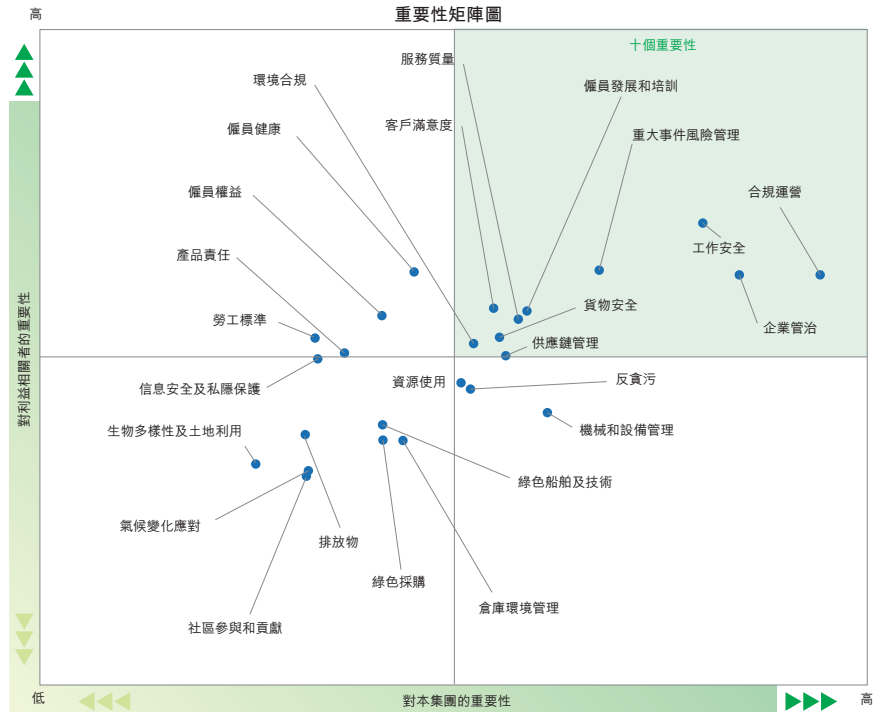 重要性矩陣圖
高
十個重要性
服務質量
環境合規
僱員發展和培訓
僱員健康
客戶滿意度
重大事件風險管理
僱員權益
合規運營
工作安全
產品責任
貨物安全
勞工標準
企業管治
供應鏈管理
對利益相關者的重要性
信息安全及私隱保護
資源使用
反貪污
生物多樣性及土地利用
機械和設備管理
綠色船舶及技術
氣候變化應對
排放物
綠色採購
倉庫環境管理
社區參與和貢獻
低
對本集團的重要性
高